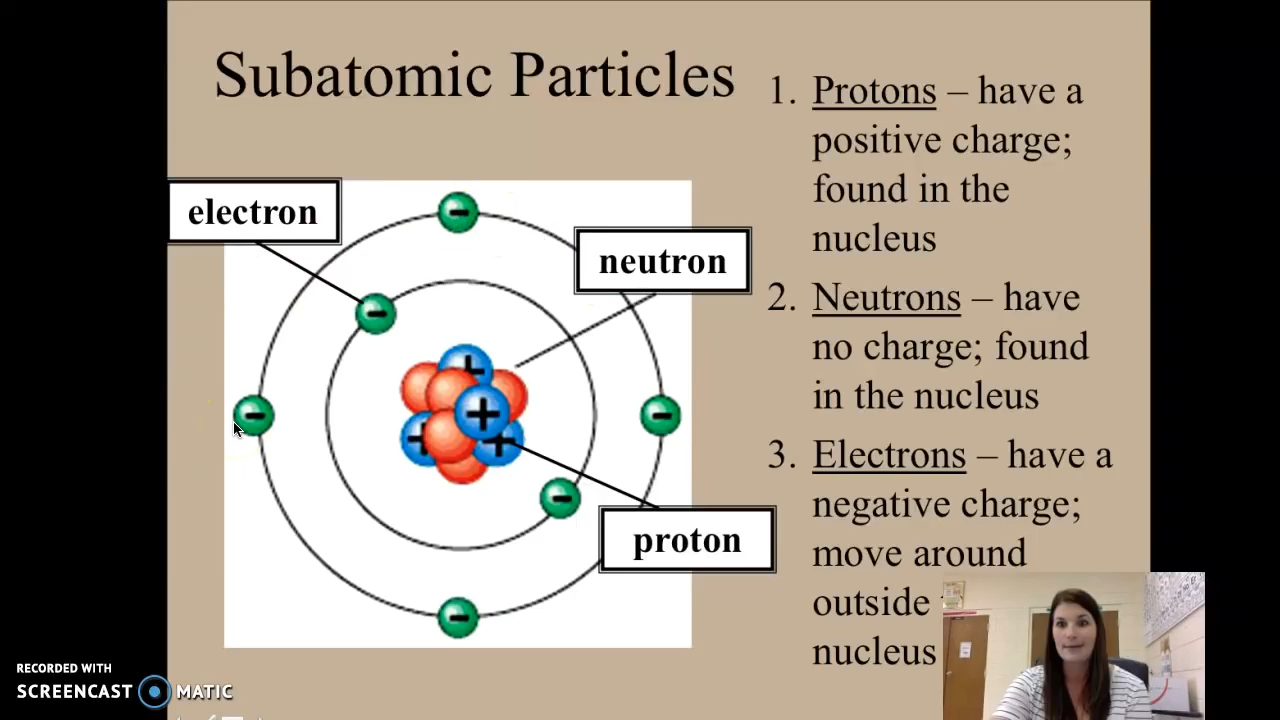 Subatomic Particles
electron
neutron
proton
1. Protons – have a
positive charge;
found in the
nucleus
2. Neutrons – have
no charge; found
in the nucleus
3. Electrons – have a
negative charge;
move around
outside
nucleus
RECORDED WITH
SCREENCAST MATIC